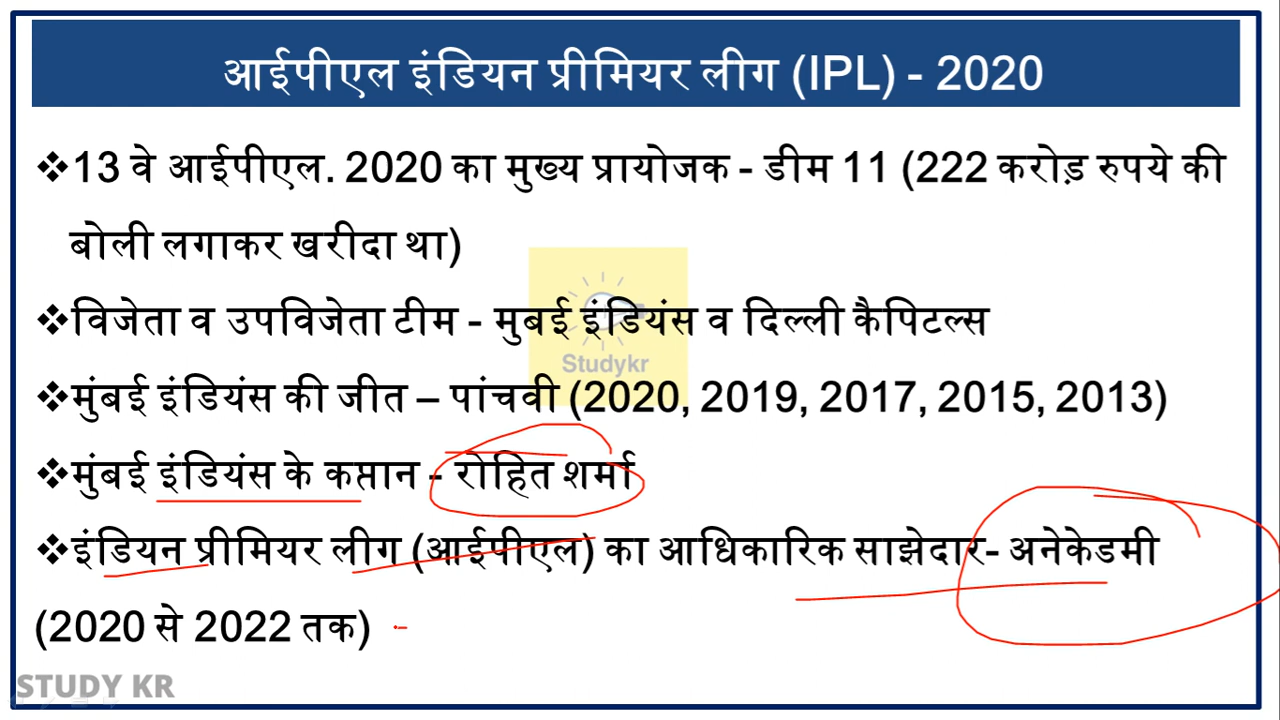 आईपीएल इंडियन प्रीमियर लीग (IPL) - 2020
❖13 वे आईपीएल. 2020 का मुख्य प्रायोजक - डीम 11 (222 करोड़ रुपये की
बोली लगाकर खरीदा था)
❖विजेता व उपविजेता टीम - मुबई इंडियंस व दिल्ली कैपिटल्स
Studykr
❖मुंबई इंडियंस की जीत – पांचवी (2020, 2019, 2017, 2015, 2013)
❖मुंबई इंडियंस के कप्तान - रोहित शर्मा
❖इंडियन प्रीमियर लीग (आईपीएल) का आधिकारिक साझेदार- अनेकेडमी
(2020 से 2022 तक)
STUDY KR